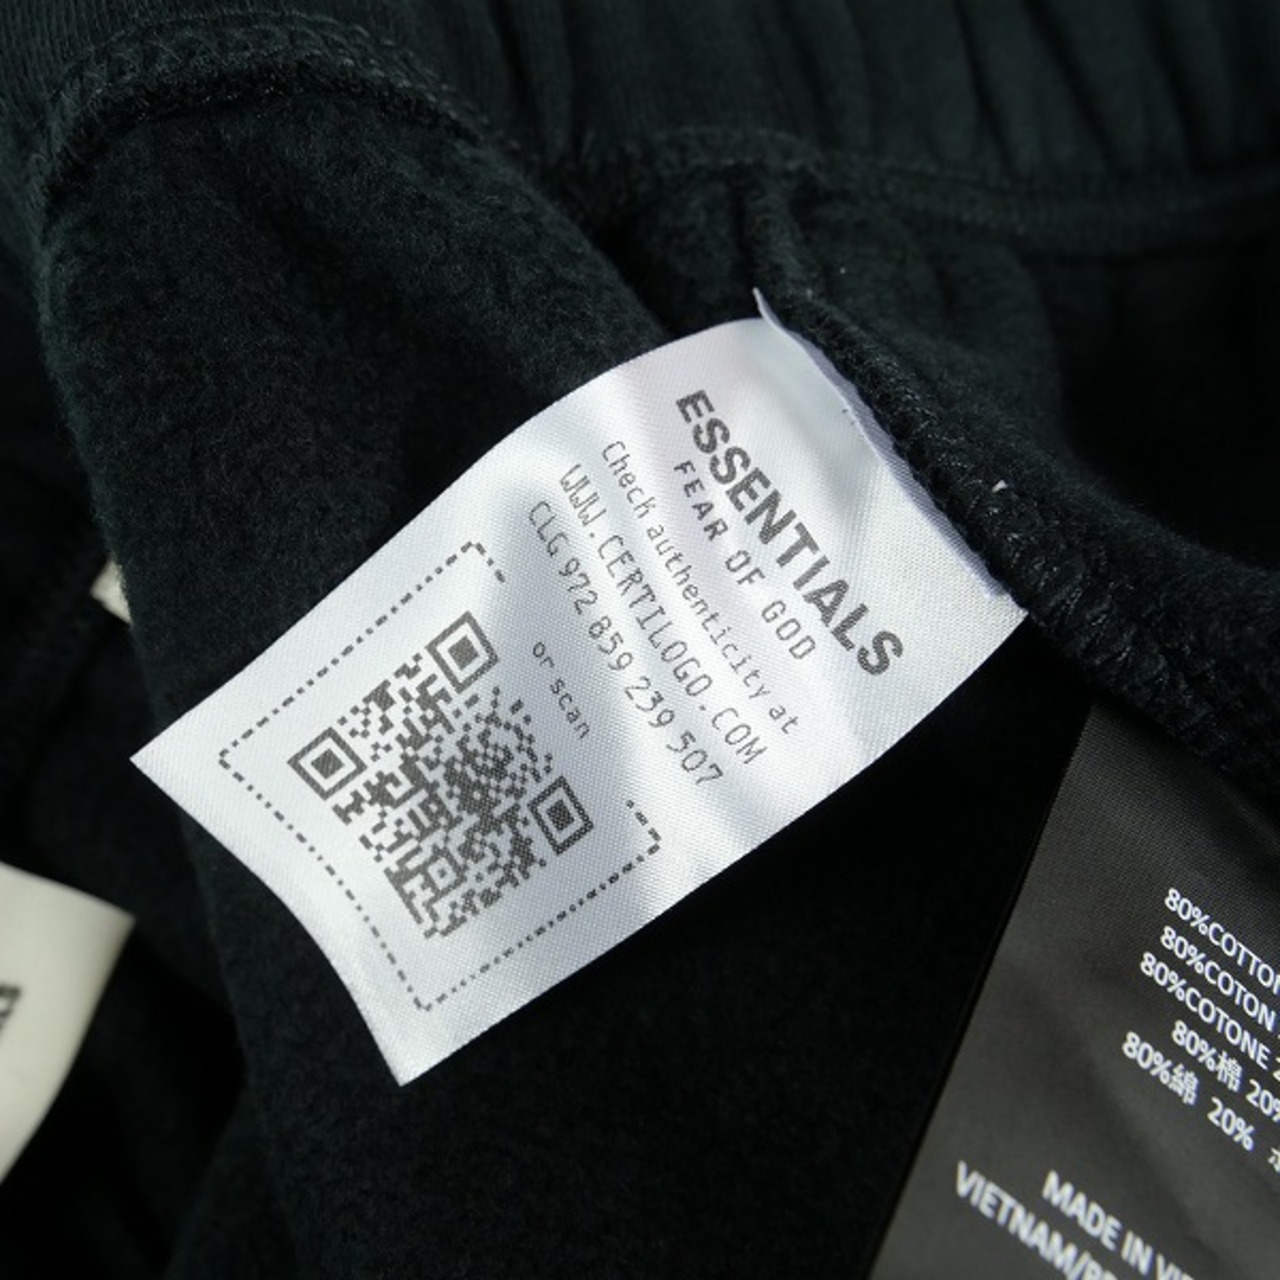 ESSENTIALS
FEAR OF GOD
Check authenticity at
WWW.CERTILOGO.COM
CLG 972 859 239 507
or scan
80%COTTON
80%COTON
80%COTONE
80%棉 20%
80%綿 20%
MADE IN
VIETNAM/